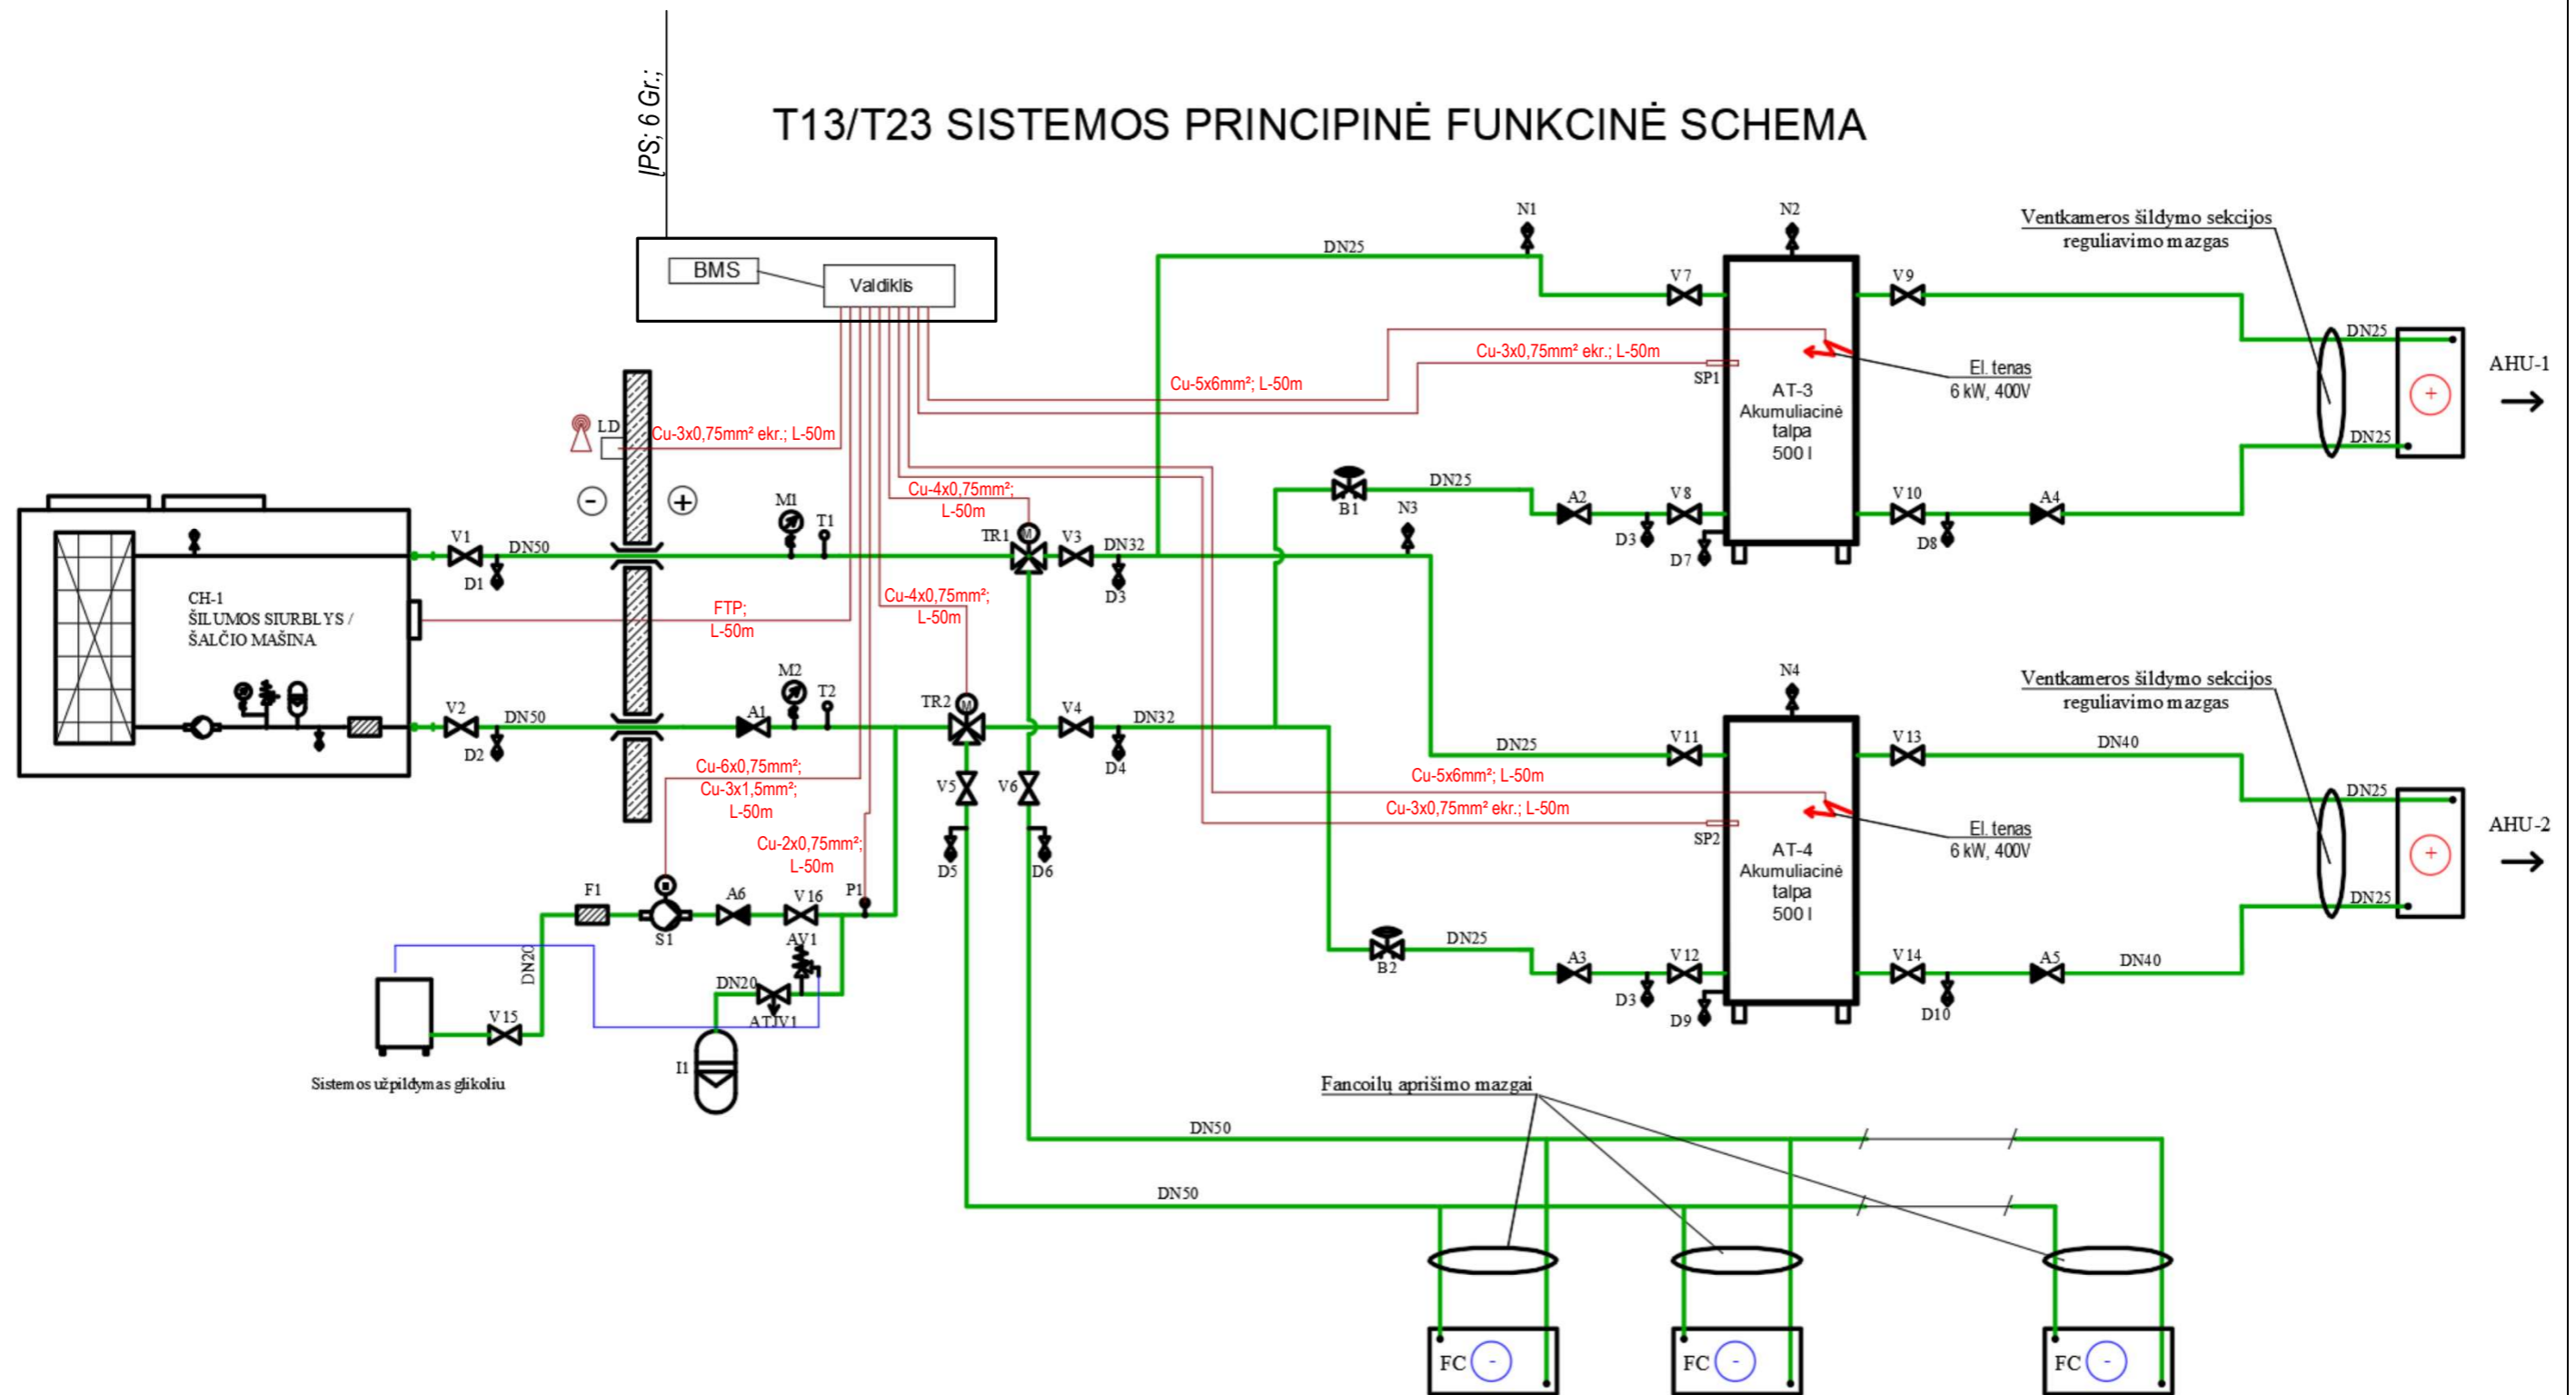 ĮPS; 6 Gr.;
T13/T23 SISTEMOS PRINCIPINĖ FUNKCINĖ SCHEMA
BMS
Valdiklis
N1
N2
DN25
V7
V9
Ventkameros šildymo sekcijos
reguliavimo mazgas
DN25
AHU-1
Cu-3x0,75mm² ekr.; L-50m
Cu-5x6mm²; L-50m
SP1
El. tenas
6 kW, 400V
AT-3
Akumuliacinė
talpa
500 l
+
LD
Cu-3x0,75mm² ekr.; L-50m
DN25
-
+
Cu-4x0,75mm²;
L-50m
B1
DN25
N3
A2
V8
V10
A4
D3
D7
D8
M1
T1
TR1
M
V3
DN32
D3
V1
DN50
D1
CH-1
ŠILUMOS SIURBLYS /
ŠALČIO MAŠINA
FTP;
L-50m
Cu-4x0,75mm²;
L-50m
V2
DN50
D2
A1
M2
T2
TR2
M
V4
DN32
D4
N4
Ventkameros šildymo sekcijos
reguliavimo mazgas
DN25
V11
V13
DN40
DN25
AHU-2
Cu-6x0,75mm²;
Cu-3x1,5mm²;
L-50m
V5
V6
Cu-5x6mm²; L-50m
Cu-3x0,75mm² ekr.; L-50m
SP2
El. tenas
6 kW, 400V
AT-4
Akumuliacinė
talpa
500 l
+
Cu-2x0,75mm²;
L-50m
D5
D6
DN25
F1
S1
A6
V16
P1
AV1
DN20
DN20
ATJV1
V15
I1
B2
DN25
A3
V12
V14
A5
DN40
D3
D9
D10
Sistemos užpildymas glikoliu
Fancoilų aprišimo mazgai
DN50
DN50
FC
-
FC
-
FC
-